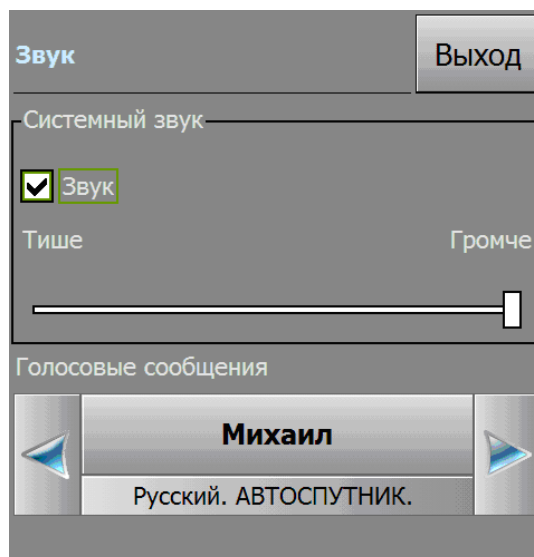 Звук
Выход
Системный звук
Звук
Тише Громче
Голосовые сообщения
Михаил
Русский. АВТОСПУТНИК.